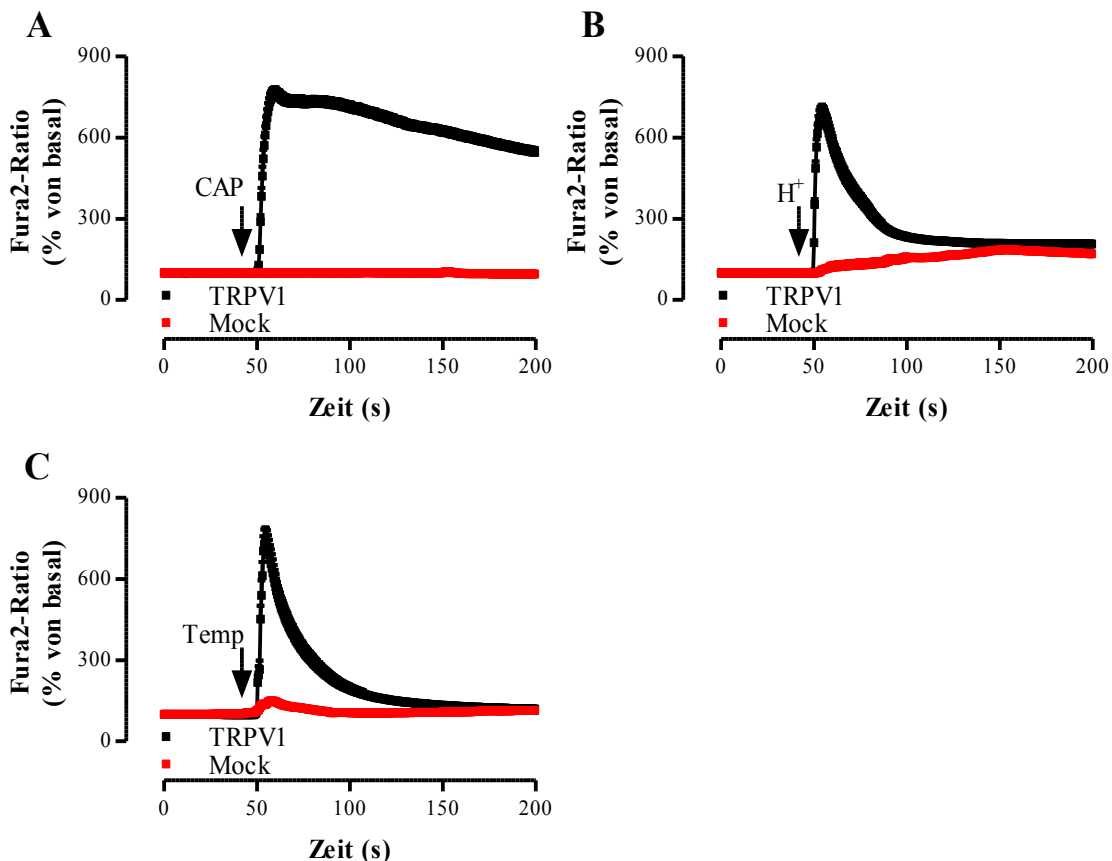 A
Fura2-Ratio
(% von basal)
900
600
300
0
CAP
TRPV1
Mock
0 50 100 150 200
Zeit (s)
B
Fura2-Ratio
(% von basal)
900
600
300
0
H⁺
TRPV1
Mock
0 50 100 150 200
Zeit (s)
C
Fura2-Ratio
(% von basal)
900
600
300
0
Temp
TRPV1
Mock
0 50 100 150 200
Zeit (s)